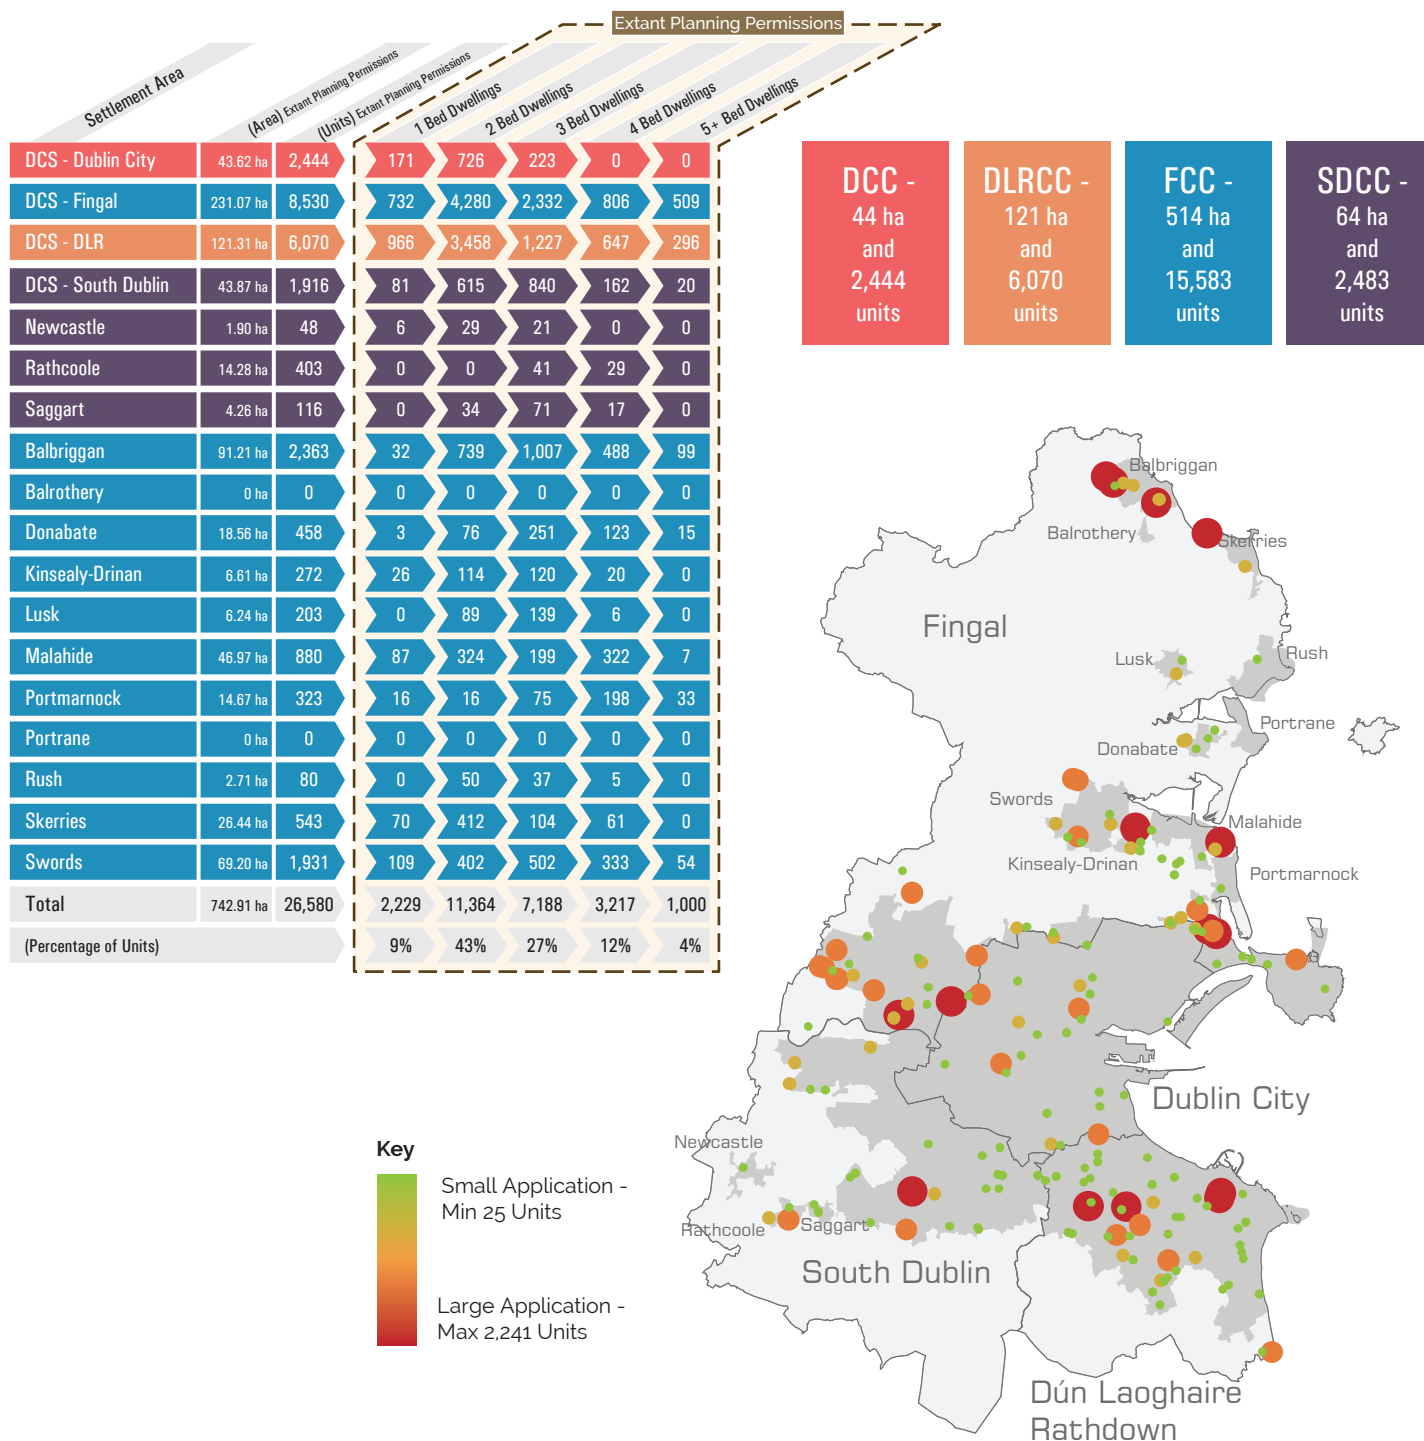 Extant Planning Permissions
Settlement Area
(Area) Extant Planning Permissions
(Units) Extant Planning Permissions
1 Bed Dwellings
2 Bed Dwellings
3 Bed Dwellings
4 Bed Dwellings
5+ Bed Dwellings
DCS - Dublin City 43.62 ha 2,444 171 726 223 0 0
DCS - Fingal 231.07 ha 8,530 732 4,280 2,332 806 509
DCS - DLR 121.31 ha 6,070 966 3,458 1,227 647 296
DCS - South Dublin 43.87 ha 1,916 81 615 840 162 20
Newcastle 1.90 ha 48 6 29 21 0 0
Rathcoole 14.28 ha 403 0 0 41 29 0
Saggart 4.26 ha 116 0 34 71 17 0
Balbriggan 91.21 ha 2,363 32 739 1,007 488 99
Balrothery 0 ha 0 0 0 0 0 0
Donabate 18.56 ha 458 3 76 251 123 15
Kinsealy-Drinan 6.61 ha 272 26 114 120 20 0
Lusk 6.24 ha 203 0 89 139 6 0
Malahide 46.97 ha 880 87 324 199 322 7
Portmarnock 14.67 ha 323 16 16 75 198 33
Portrane 0 ha 0 0 0 0 0 0
Rush 2.71 ha 80 0 50 37 5 0
Skerries 26.44 ha 543 70 412 104 61 0
Swords 69.20 ha 1,931 109 402 502 333 54
Total 742.91 ha 26,580 2,229 11,364 7,188 3,217 1,000
(Percentage of Units) 9% 43% 27% 12% 4%
DCC -
44 ha
and
2,444
units
DLRCC -
121 ha
and
6,070
units
FCC -
514 ha
and
15,583
units
SDCC -
64 ha
and
2,483
units
Balbriggan
Balrothery
Skerries
Fingal
Lusk
Rush
Portrane
Donabate
Swords
Malahide
Kinsealy-Drinan
Portmarnock
Dublin City
Newcastle
Rathcoole
Saggart
South Dublin
Dún Laoghaire
Rathdown
Key
Small Application -
Min 25 Units
Large Application -
Max 2,241 Units